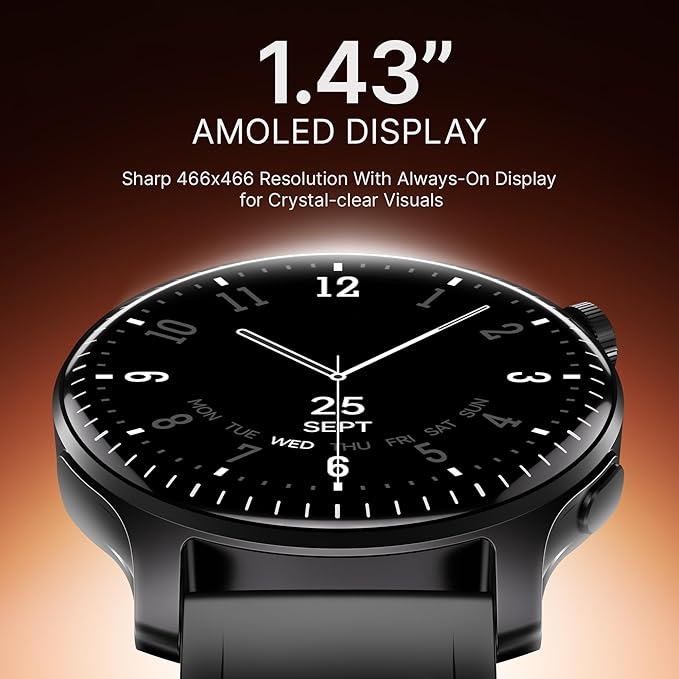 1.43”
AMOLED DISPLAY
Sharp 466x466 Resolution With Always-On Display
for Crystal-clear Visuals
12
11
1
10
2
9
3
25
SEPT
8
MON TUE WED THU FRI SAT SUN
4
7
6
5